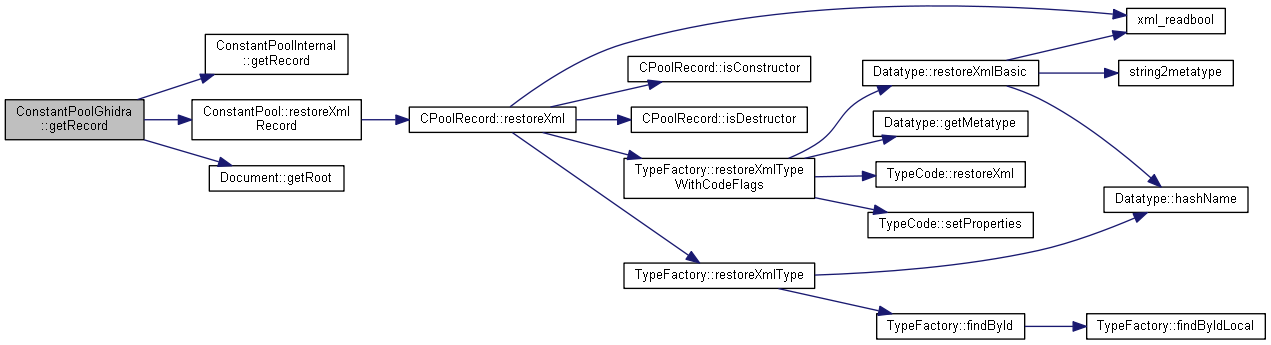 ConstantPoolGhidra
::getRecord
ConstantPoolInternal
::getRecord
ConstantPool::restoreXml
Record
Document::getRoot
CPoolRecord::restoreXml
CPoolRecord::isConstructor
CPoolRecord::isDestructor
TypeFactory::restoreXmlType
WithCodeFlags
TypeFactory::restoreXmlType
Datatype::restoreXmlBasic
Datatype::getMetatype
TypeCode::restoreXml
TypeCode::setProperties
TypeFactory::findById
xml_readbool
string2metatype
Datatype::hashName
TypeFactory::findByIdLocal